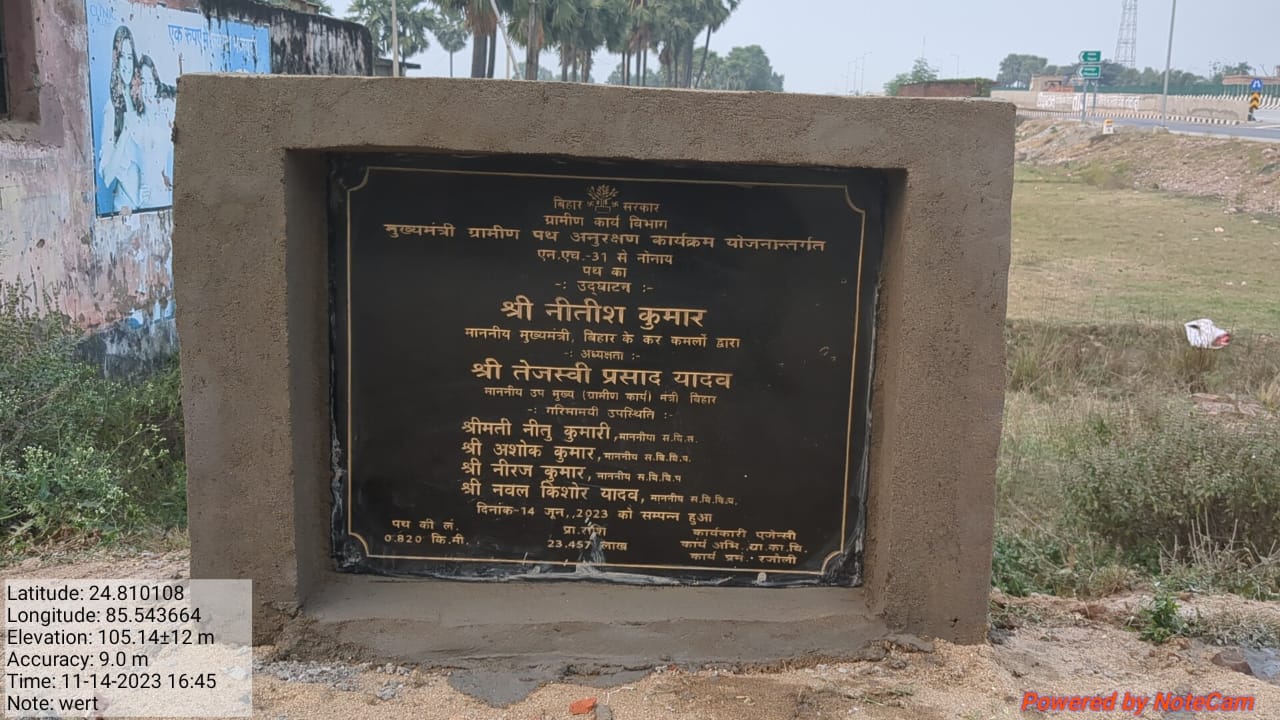 CLINIC
एक रुपए में
बिहार सरकार
ग्रामीण कार्य विभाग
मुख्यमंत्री ग्रामीण पथ अनुरक्षण कार्यक्रम योजनान्तर्गत
एन.एच.-31 से नोनाय
पथ का
-: उद्घाटन :-
श्री नीतीश कुमार
माननीय मुख्यमंत्री, बिहार के कर कमलों द्वारा
-: अध्यक्षता :-
श्री तेजस्वी प्रसाद यादव
माननीय उप मुख्य (ग्रामीण कार्य) मंत्री बिहार
-: गरिमामयी उपस्थिति :-
श्रीमती नीतु कुमारी, माननीया स.वि.स.
श्री अशोक कुमार, माननीय स.बि.वि.प.
श्री नीरज कुमार, माननीय स.बि.वि.प
श्री नवल किशोर यादव, माननीय स.बि.वि.प.
दिनांक-14 जून,,2023 को सम्पन्न हुआ
पथ की लं.
0.820 कि.मी.
प्रा.राशि
23.457 लाख
कार्यकारी एजेन्सी
कार्य अभि.,ग्रा.का.वि.
कार्य प्रमं.- रजौली
Latitude: 24.810108
Longitude: 85.543664
Elevation: 105.14±12 m
Accuracy: 9.0 m
Time: 11-14-2023 16:45
Note: wert
Powered by NoteCam